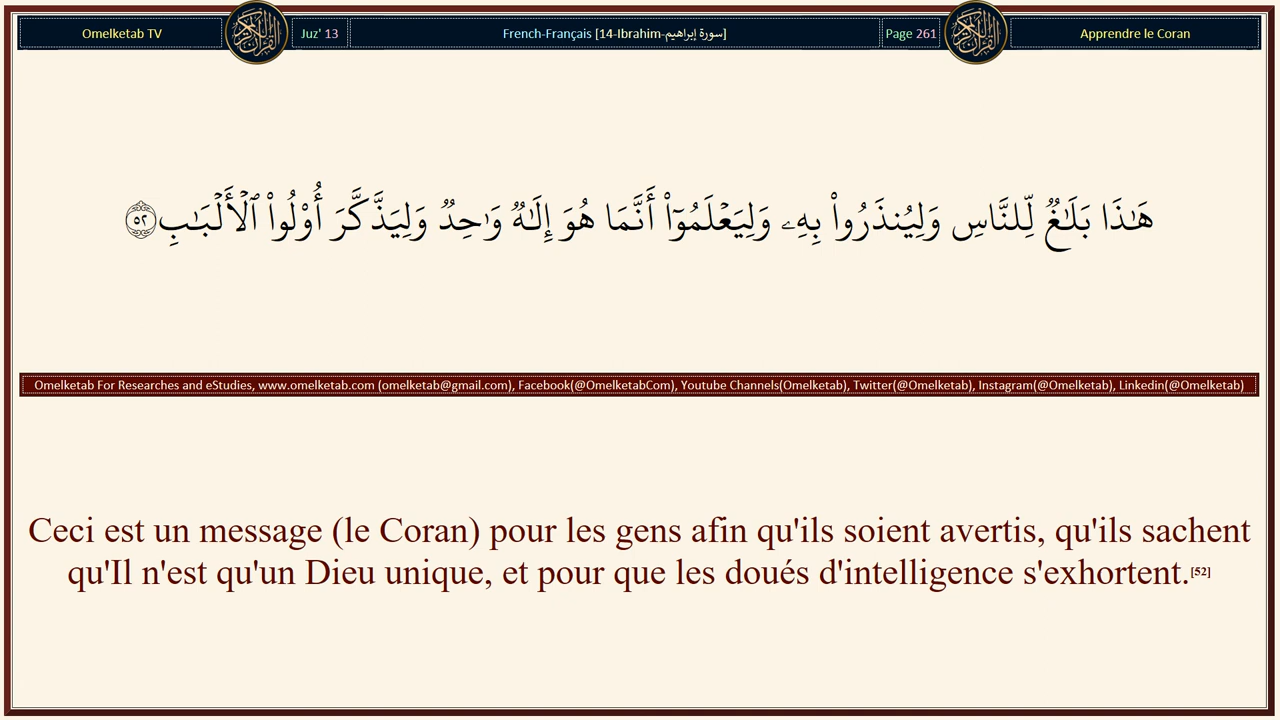 Omelketab TV
Juz' 13
French-Français [14-Ibrahim-سورة إبراهيم]
Page 261
Apprendre le Coran
هَـٰذَا بَلَـٰغٌ لِّلنَّاسِ وَلِيُنذَرُوا۟ بِهِۦ وَلِيَعْلَمُوٓا۟ أَنَّمَا هُوَ إِلَـٰهٌ وَٰحِدٌ وَلِيَذَّكَّرَ أُو۟لُوا۟ ٱلْأَلْبَـٰبِ ٥٢
Omelketab For Researches and eStudies, www.omelketab.com (omelketab@gmail.com), Facebook(@OmelketabCom), Youtube Channels(Omelketab), Twitter(@Omelketab), Instagram(@Omelketab), Linkedin(@Omelketab)
Ceci est un message (le Coran) pour les gens afin qu'ils soient avertis, qu'ils sachent
qu'Il n'est qu'un Dieu unique, et pour que les doués d'intelligence s'exhortent.[52]